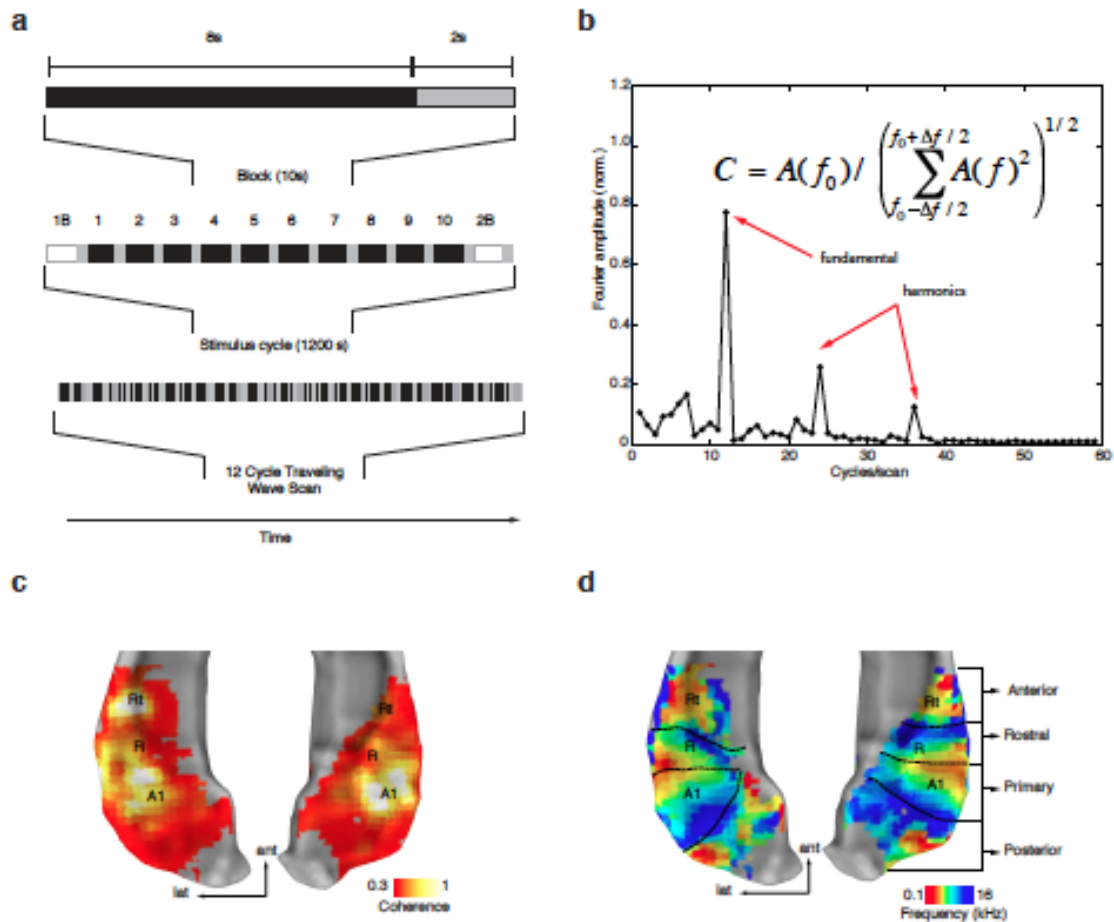 a
8s 2s
Block (10s)
1B 1 2 3 4 5 6 7 8 9 10 2B
Stimulus cycle (1200 s)
12 Cycle Traveling
Wave Scan
Time
b
Fourier amplitude (norm.)
1.2
1.0
0.8
0.6
0.4
0.2
0
0 10 20 30 40 50 60
Cycles/scan
C = A(f₀)/ (∑_{f₀−Δf/2}^{f₀+Δf/2} A(f)²)^{1/2}
fundamental
harmonics
c
Rt
R
A1
Rt
R
A1
ant
lat
0.3 1
Coherence
d
Rt
R
A1
Rt
R
A1
Anterior
Rostral
Primary
Posterior
ant
lat
0.1 16
Frequency (kHz)